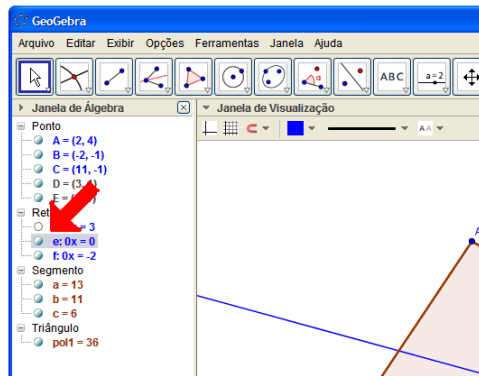 GeoGebra
Arquivo Editar Exibir Opções Ferramentas Janela Ajuda
ABC a=2
Janela de Álgebra
Janela de Visualização
AA
Ponto
A = (2, 4)
B = (-2, -1)
C = (11, -1)
D = (3,
E =
Ret
= 3
e: 0x = 0
f: 0x = -2
Segmento
a = 13
b = 11
c = 6
Triângulo
pol1 = 36
A